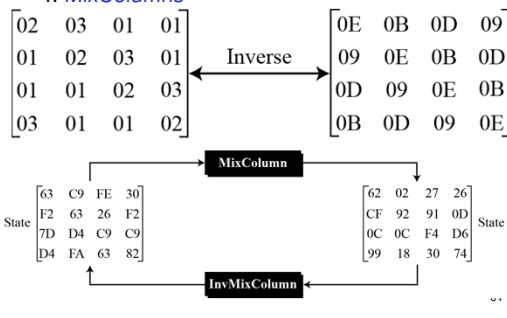 02 03 01 01
01 02 03 01
01 01 02 03
03 01 01 02
Inverse
0E 0B 0D 09
09 0E 0B 0D
0D 09 0E 0B
0B 0D 09 0E
MixColumn
State
63 C9 FE 30
F2 63 26 F2
7D D4 C9 C9
D4 FA 63 82
62 02 27 26
CF 92 91 0D
0C 0C F4 D6
99 18 30 74
State
InvMixColumn